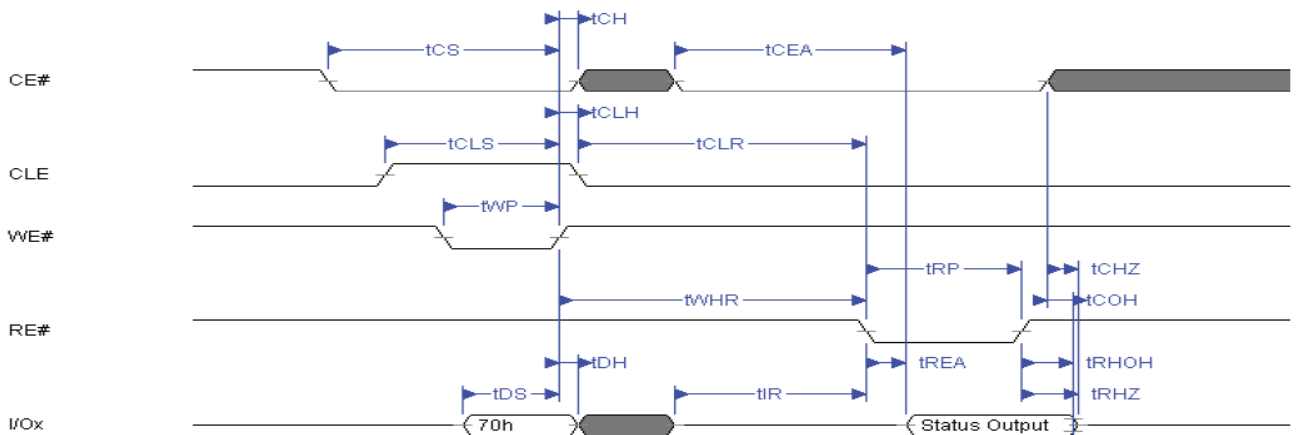 tCH
tCS
tCEA
CE#
tCLH
tCLS
tCLR
CLE
tWP
WE#
tRP
tCHZ
tWHR
tCOH
RE#
tDH
tREA
tRHOH
tDS
tIR
tRHZ
I/Ox
70h
Status Output